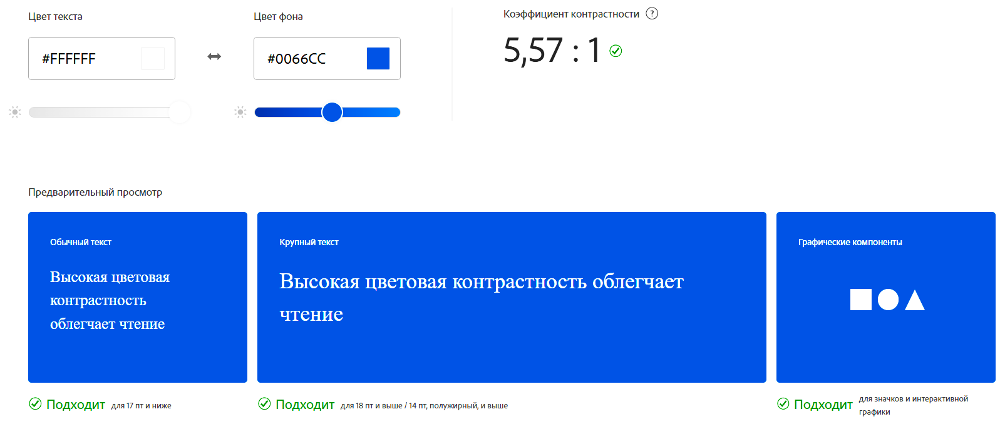 Цвет текста
Цвет фона
Коэффициент контрастности ?
#FFFFFF
#0066CC
5,57 : 1
Предварительный просмотр
Обычный текст
Высокая цветовая
контрастность
облегчает чтение
Подходит для 17 пт и ниже
Крупный текст
Высокая цветовая контрастность облегчает
чтение
Подходит для 18 пт и выше / 14 пт, полужирный, и выше
Графические компоненты
Подходит для значков и интерактивной
графики